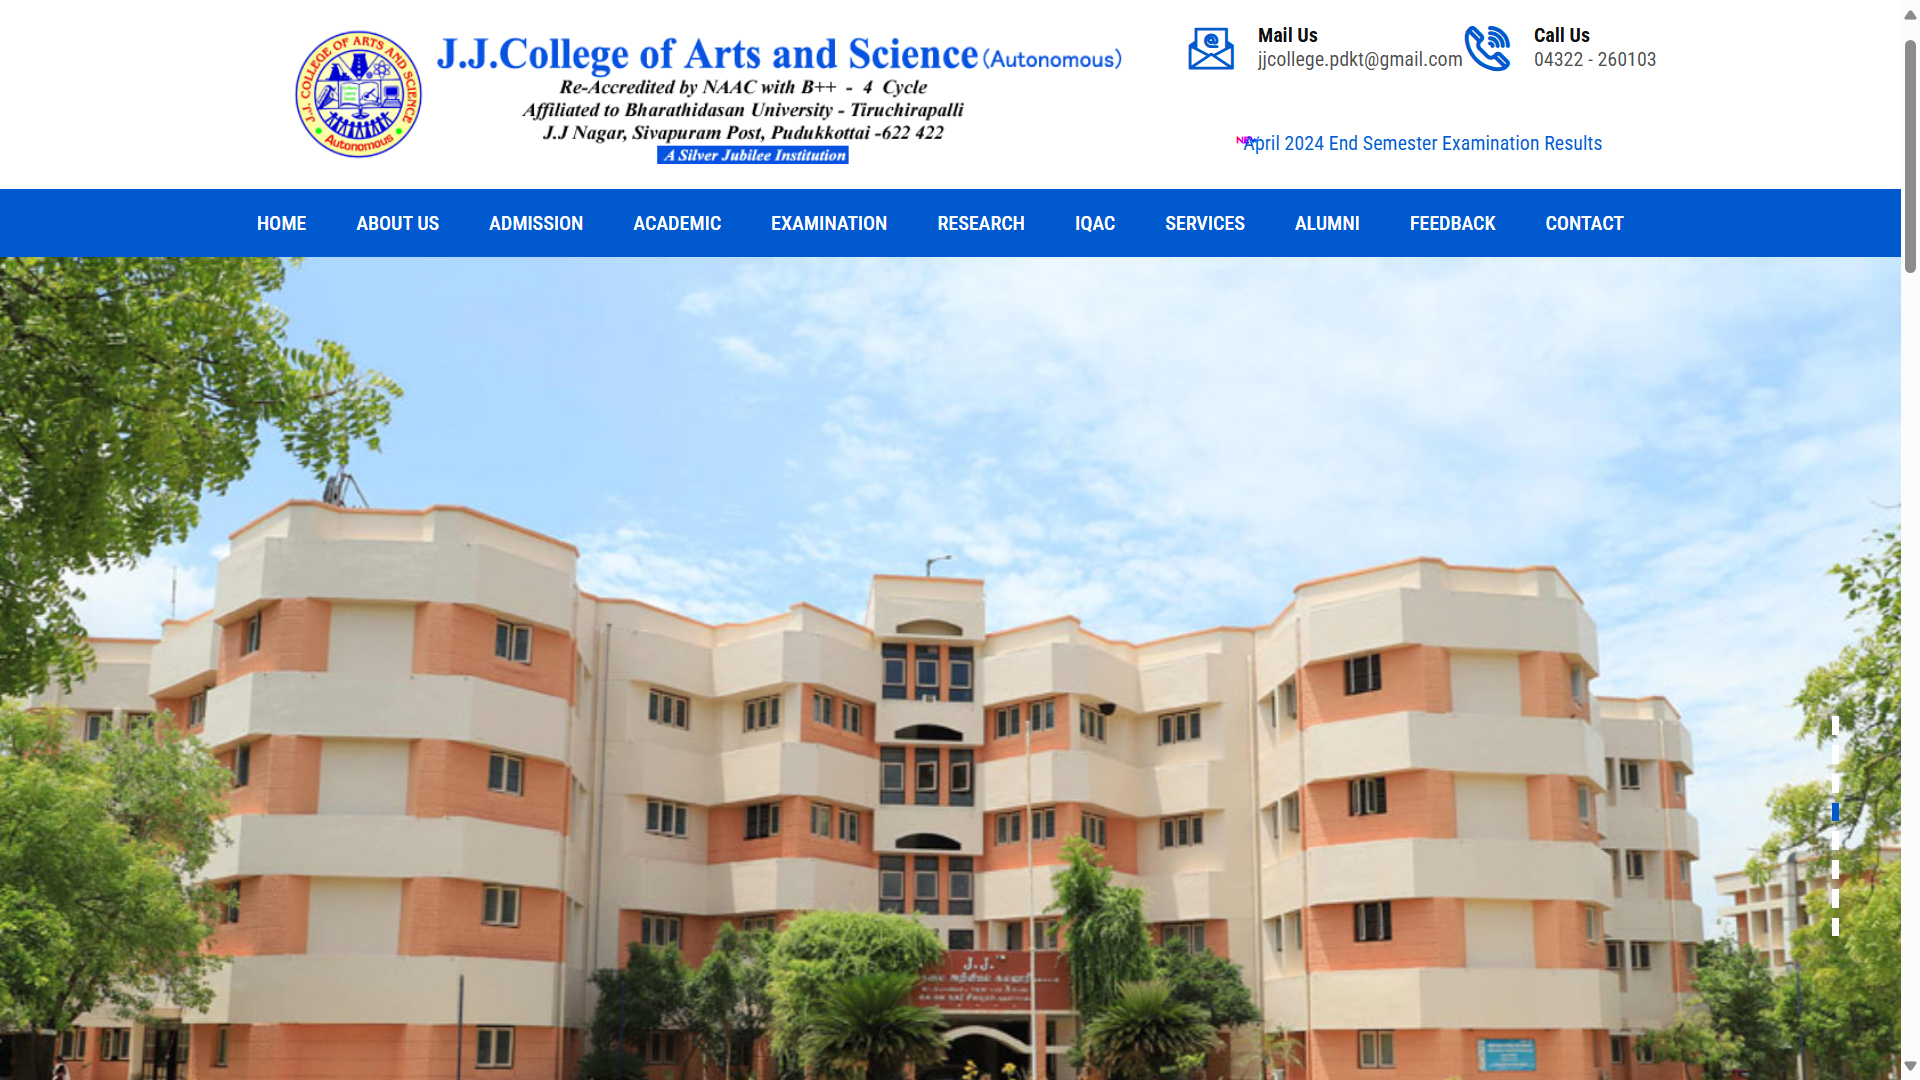 J.J. COLLEGE OF ARTS AND SCIENCE
Autonomous
J.J.College of Arts and Science (Autonomous)
Re-Accredited by NAAC with B++ - 4 Cycle
Affiliated to Bharathidasan University - Tiruchirapalli
J.J Nagar, Sivapuram Post, Pudukkottai -622 422
A Silver Jubilee Institution
Mail Us
jjcollege.pdkt@gmail.com
Call Us
04322 - 260103
April 2024 End Semester Examination Results
HOME ABOUT US ADMISSION ACADEMIC EXAMINATION RESEARCH IQAC SERVICES ALUMNI FEEDBACK CONTACT
J.J.